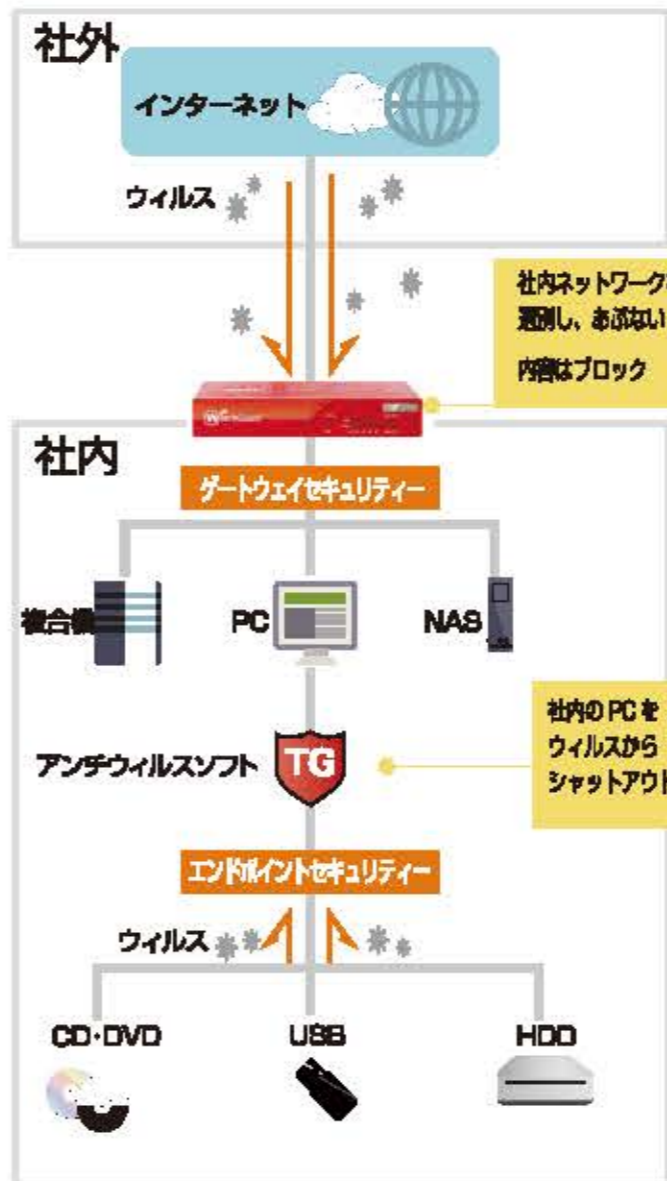 社外
インターネット
ウィルス
社内ネットワーク
選別し、あぶない
内容はブロック
社内
ゲートウェイセキュリティー
複合機
PC
NAS
アンチウィルスソフト
TG
社内のPCを
ウィルスから
シャットアウト
エンドポイントセキュリティー
ウィルス
CD・DVD
USB
HDD